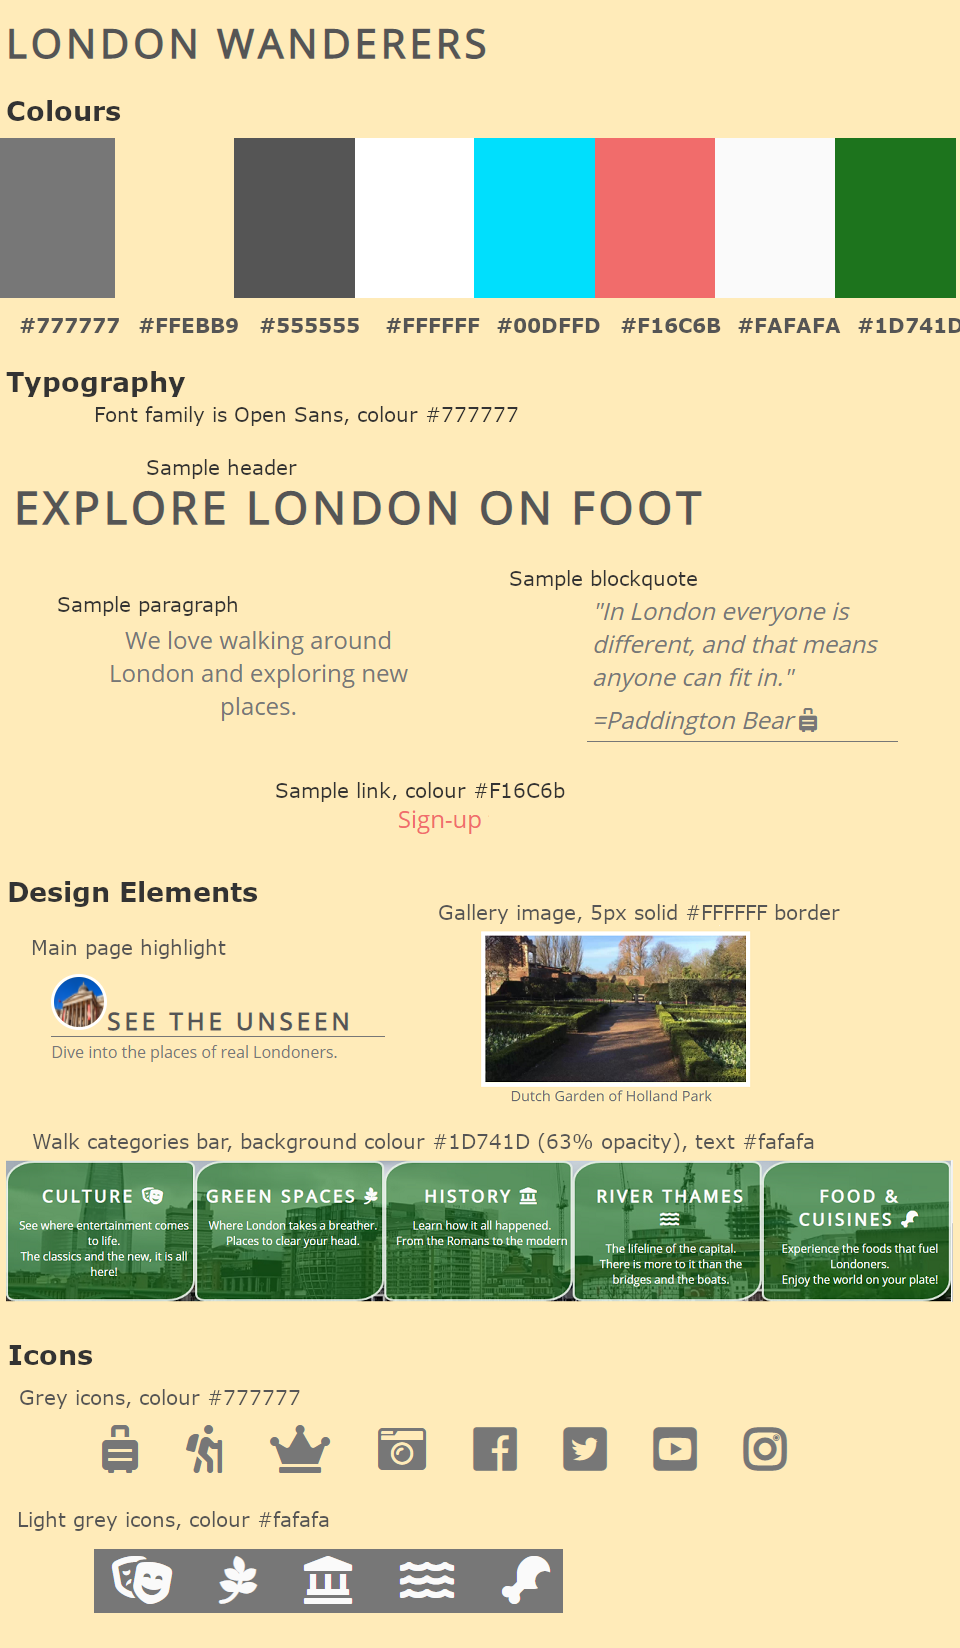 LONDON WANDERERS
Colours
#777777 #FFEBB9 #555555 #FFFFFF #00DFFD #F16C6B #FAFAFA #1D741D
Typography
Font family is Open Sans, colour #777777
Sample header
EXPLORE LONDON ON FOOT
Sample paragraph
We love walking around
London and exploring new
places.
Sample blockquote
"In London everyone is
different, and that means
anyone can fit in."
=Paddington Bear
Sample link, colour #F16C6b
Sign-up
Design Elements
Main page highlight
SEE THE UNSEEN
Dive into the places of real Londoners.
Gallery image, 5px solid #FFFFFF border
Dutch Garden of Holland Park
Walk categories bar, background colour #1D741D (63% opacity), text #fafafa
CULTURE
See where entertainment comes
to life.
The classics and the new, it is all
here!
GREEN SPACES
Where London takes a breather.
Places to clear your head.
HISTORY
Learn how it all happened.
From the Romans to the modern
RIVER THAMES
The lifeline of the capital.
There is more to it than the
bridges and the boats.
FOOD &
CUISINES
Experience the foods that fuel
Londoners.
Enjoy the world on your plate!
Icons
Grey icons, colour #777777
Light grey icons, colour #fafafa